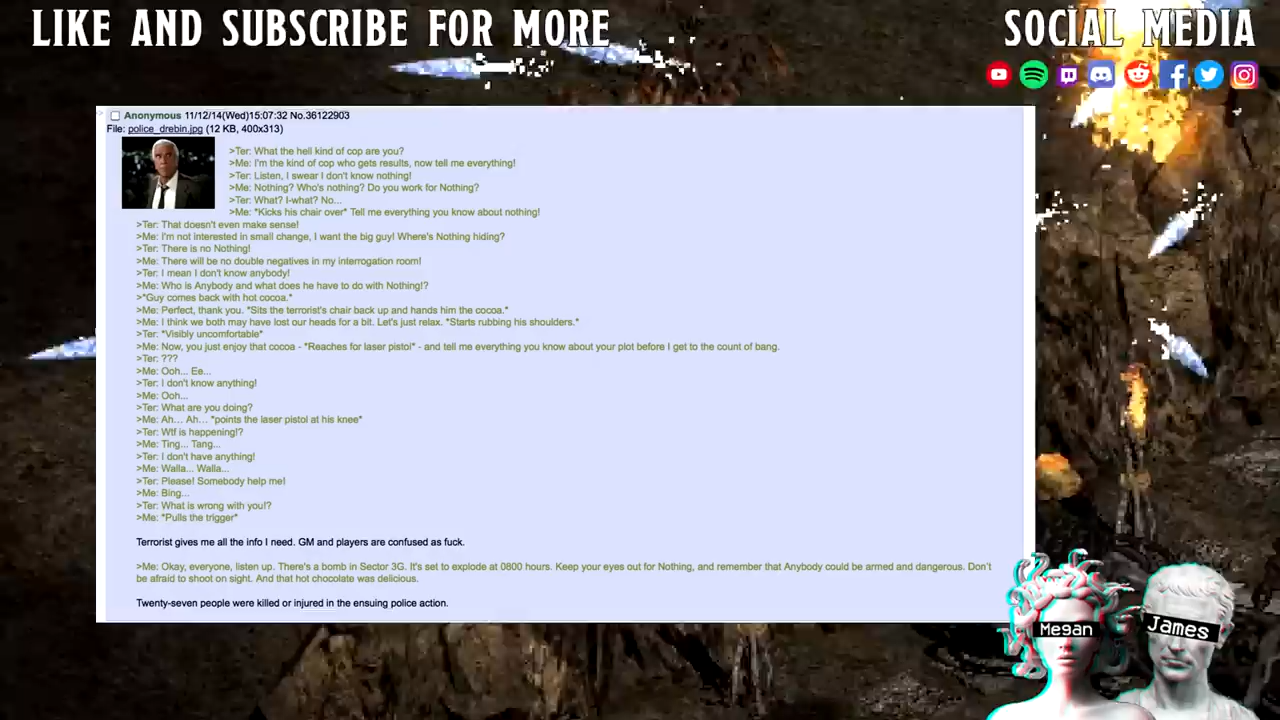 LIKE AND SUBSCRIBE FOR MORE
SOCIAL MEDIA
Anonymous 11/12/14(Wed)15:07:32 No.36122903
File: police_drebin.jpg (12 KB, 400x313)
>Ter: What the hell kind of cop are you?
>Me: I'm the kind of cop who gets results, now tell me everything!
>Ter: Listen, I swear I don't know nothing!
>Me: Nothing? Who's nothing? Do you work for Nothing?
>Ter: What? I-what? No...
>Me: *Kicks his chair over* Tell me everything you know about nothing!
>Ter: That doesn't even make sense!
>Me: I'm not interested in small change, I want the big guy! Where's Nothing hiding?
>Ter: There is no Nothing!
>Me: There will be no double negatives in my interrogation room!
>Ter: I mean I don't know anybody!
>Me: Who is Anybody and what does he have to do with Nothing!?
>*Guy comes back with hot cocoa.*
>Me: Perfect, thank you. *Sits the terrorist's chair back up and hands him the cocoa.*
>Me: I think we both may have lost our heads for a bit. Let's just relax. *Starts rubbing his shoulders.*
>Ter: *Visibly uncomfortable*
>Me: Now, you just enjoy that cocoa - *Reaches for laser pistol* - and tell me everything you know about your plot before I get to the count of bang.
>Ter: ???
>Me: Ooh... Ee...
>Ter: I don't know anything!
>Me: Ooh...
>Ter: What are you doing?
>Me: Ah... Ah... *points the laser pistol at his knee*
>Ter: Wtf is happening!?
>Me: Ting... Tang...
>Ter: I don't have anything!
>Me: Walla... Walla...
>Ter: Please! Somebody help me!
>Me: Bing...
>Ter: What is wrong with you!?
>Me: *Pulls the trigger*
Terrorist gives me all the info I need. GM and players are confused as fuck.
>Me: Okay, everyone, listen up. There's a bomb in Sector 3G. It's set to explode at 0800 hours. Keep your eyes out for Nothing, and remember that Anybody could be armed and dangerous. Don't
be afraid to shoot on sight. And that hot chocolate was delicious.
Twenty-seven people were killed or injured in the ensuing police action.
Megan
James